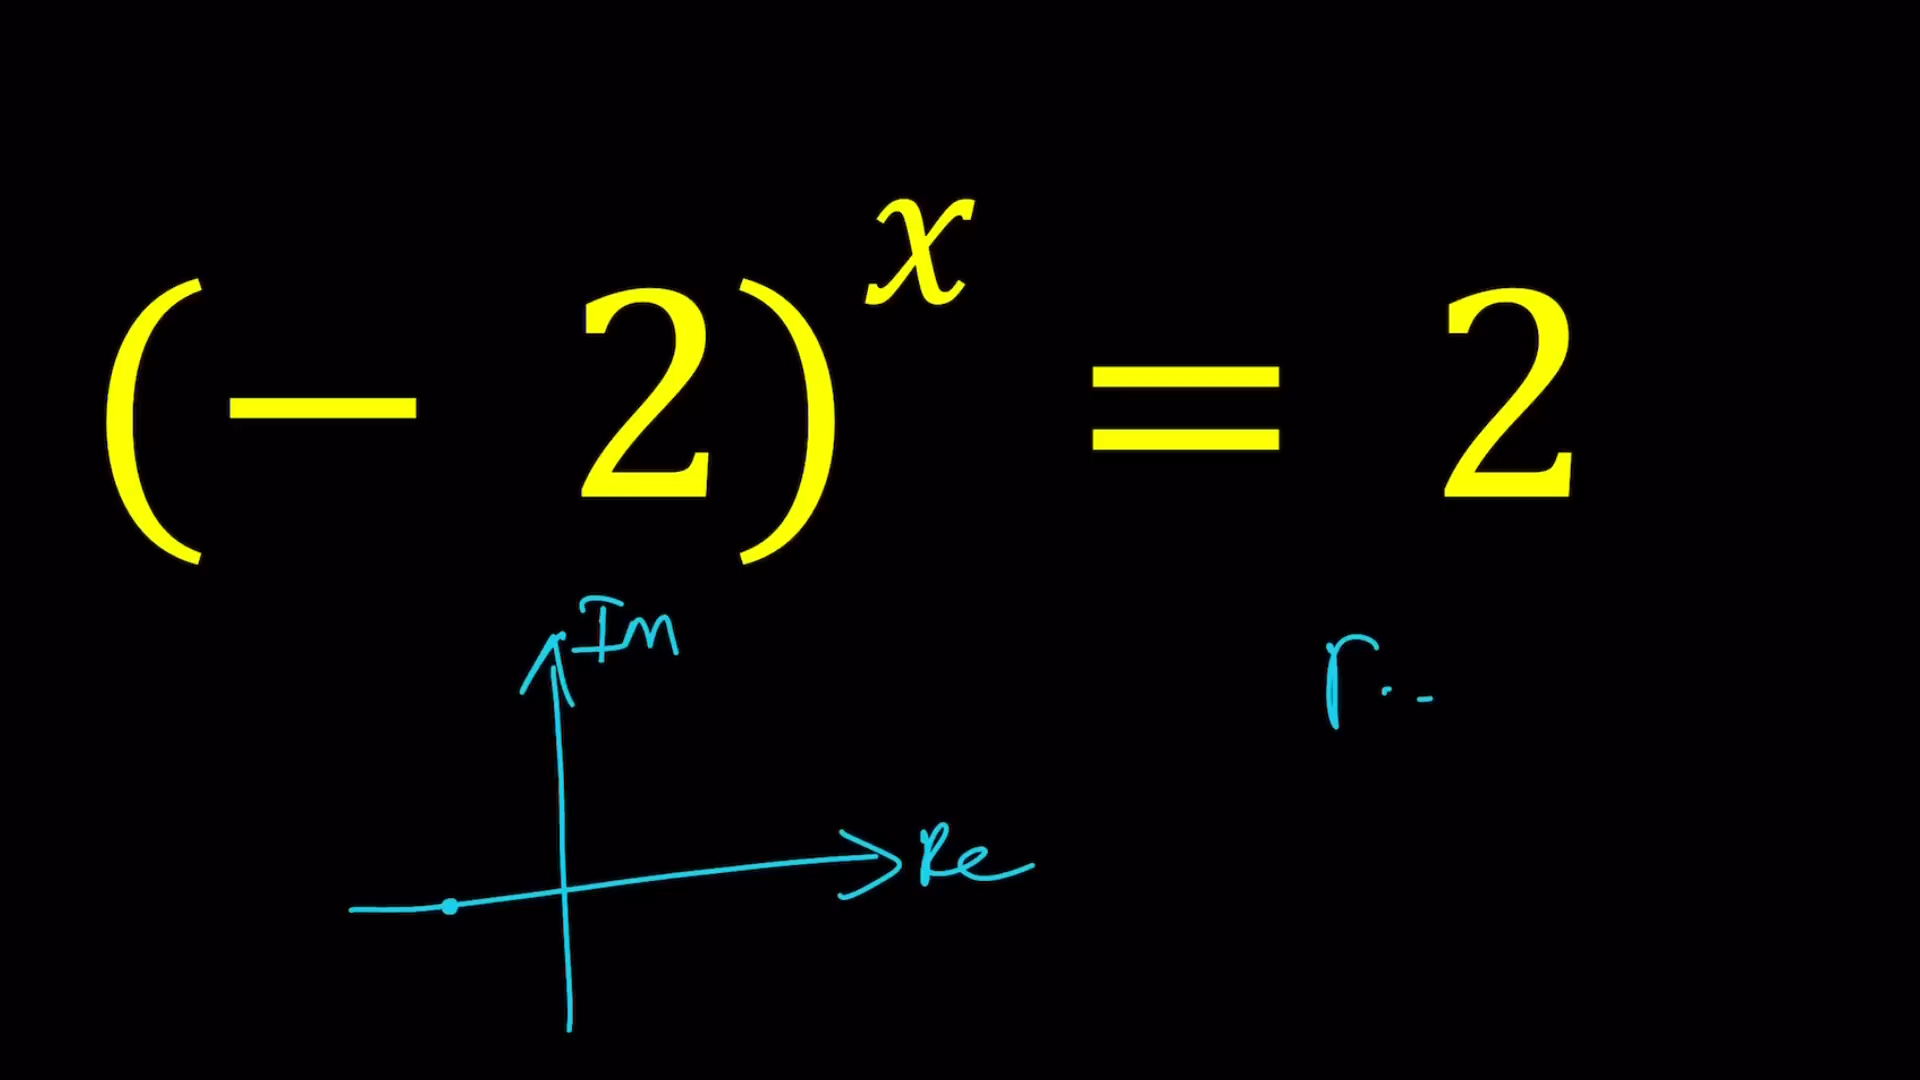 (− 2)ˣ = 2
Im
r..-
Re